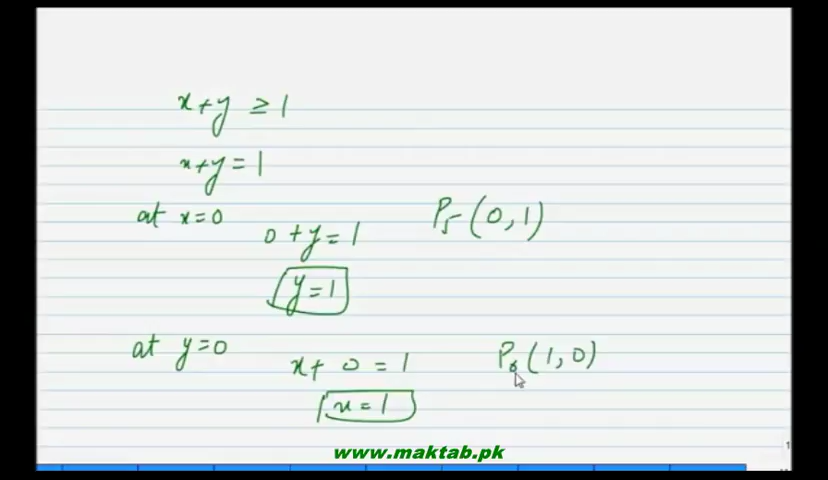 x+y ≥ 1
x+y = 1
at x=0
0 + y = 1 P5 (0, 1)
y = 1
at y=0
x + 0 = 1 P6 (1, 0)
x = 1
www.maktab.pk
1